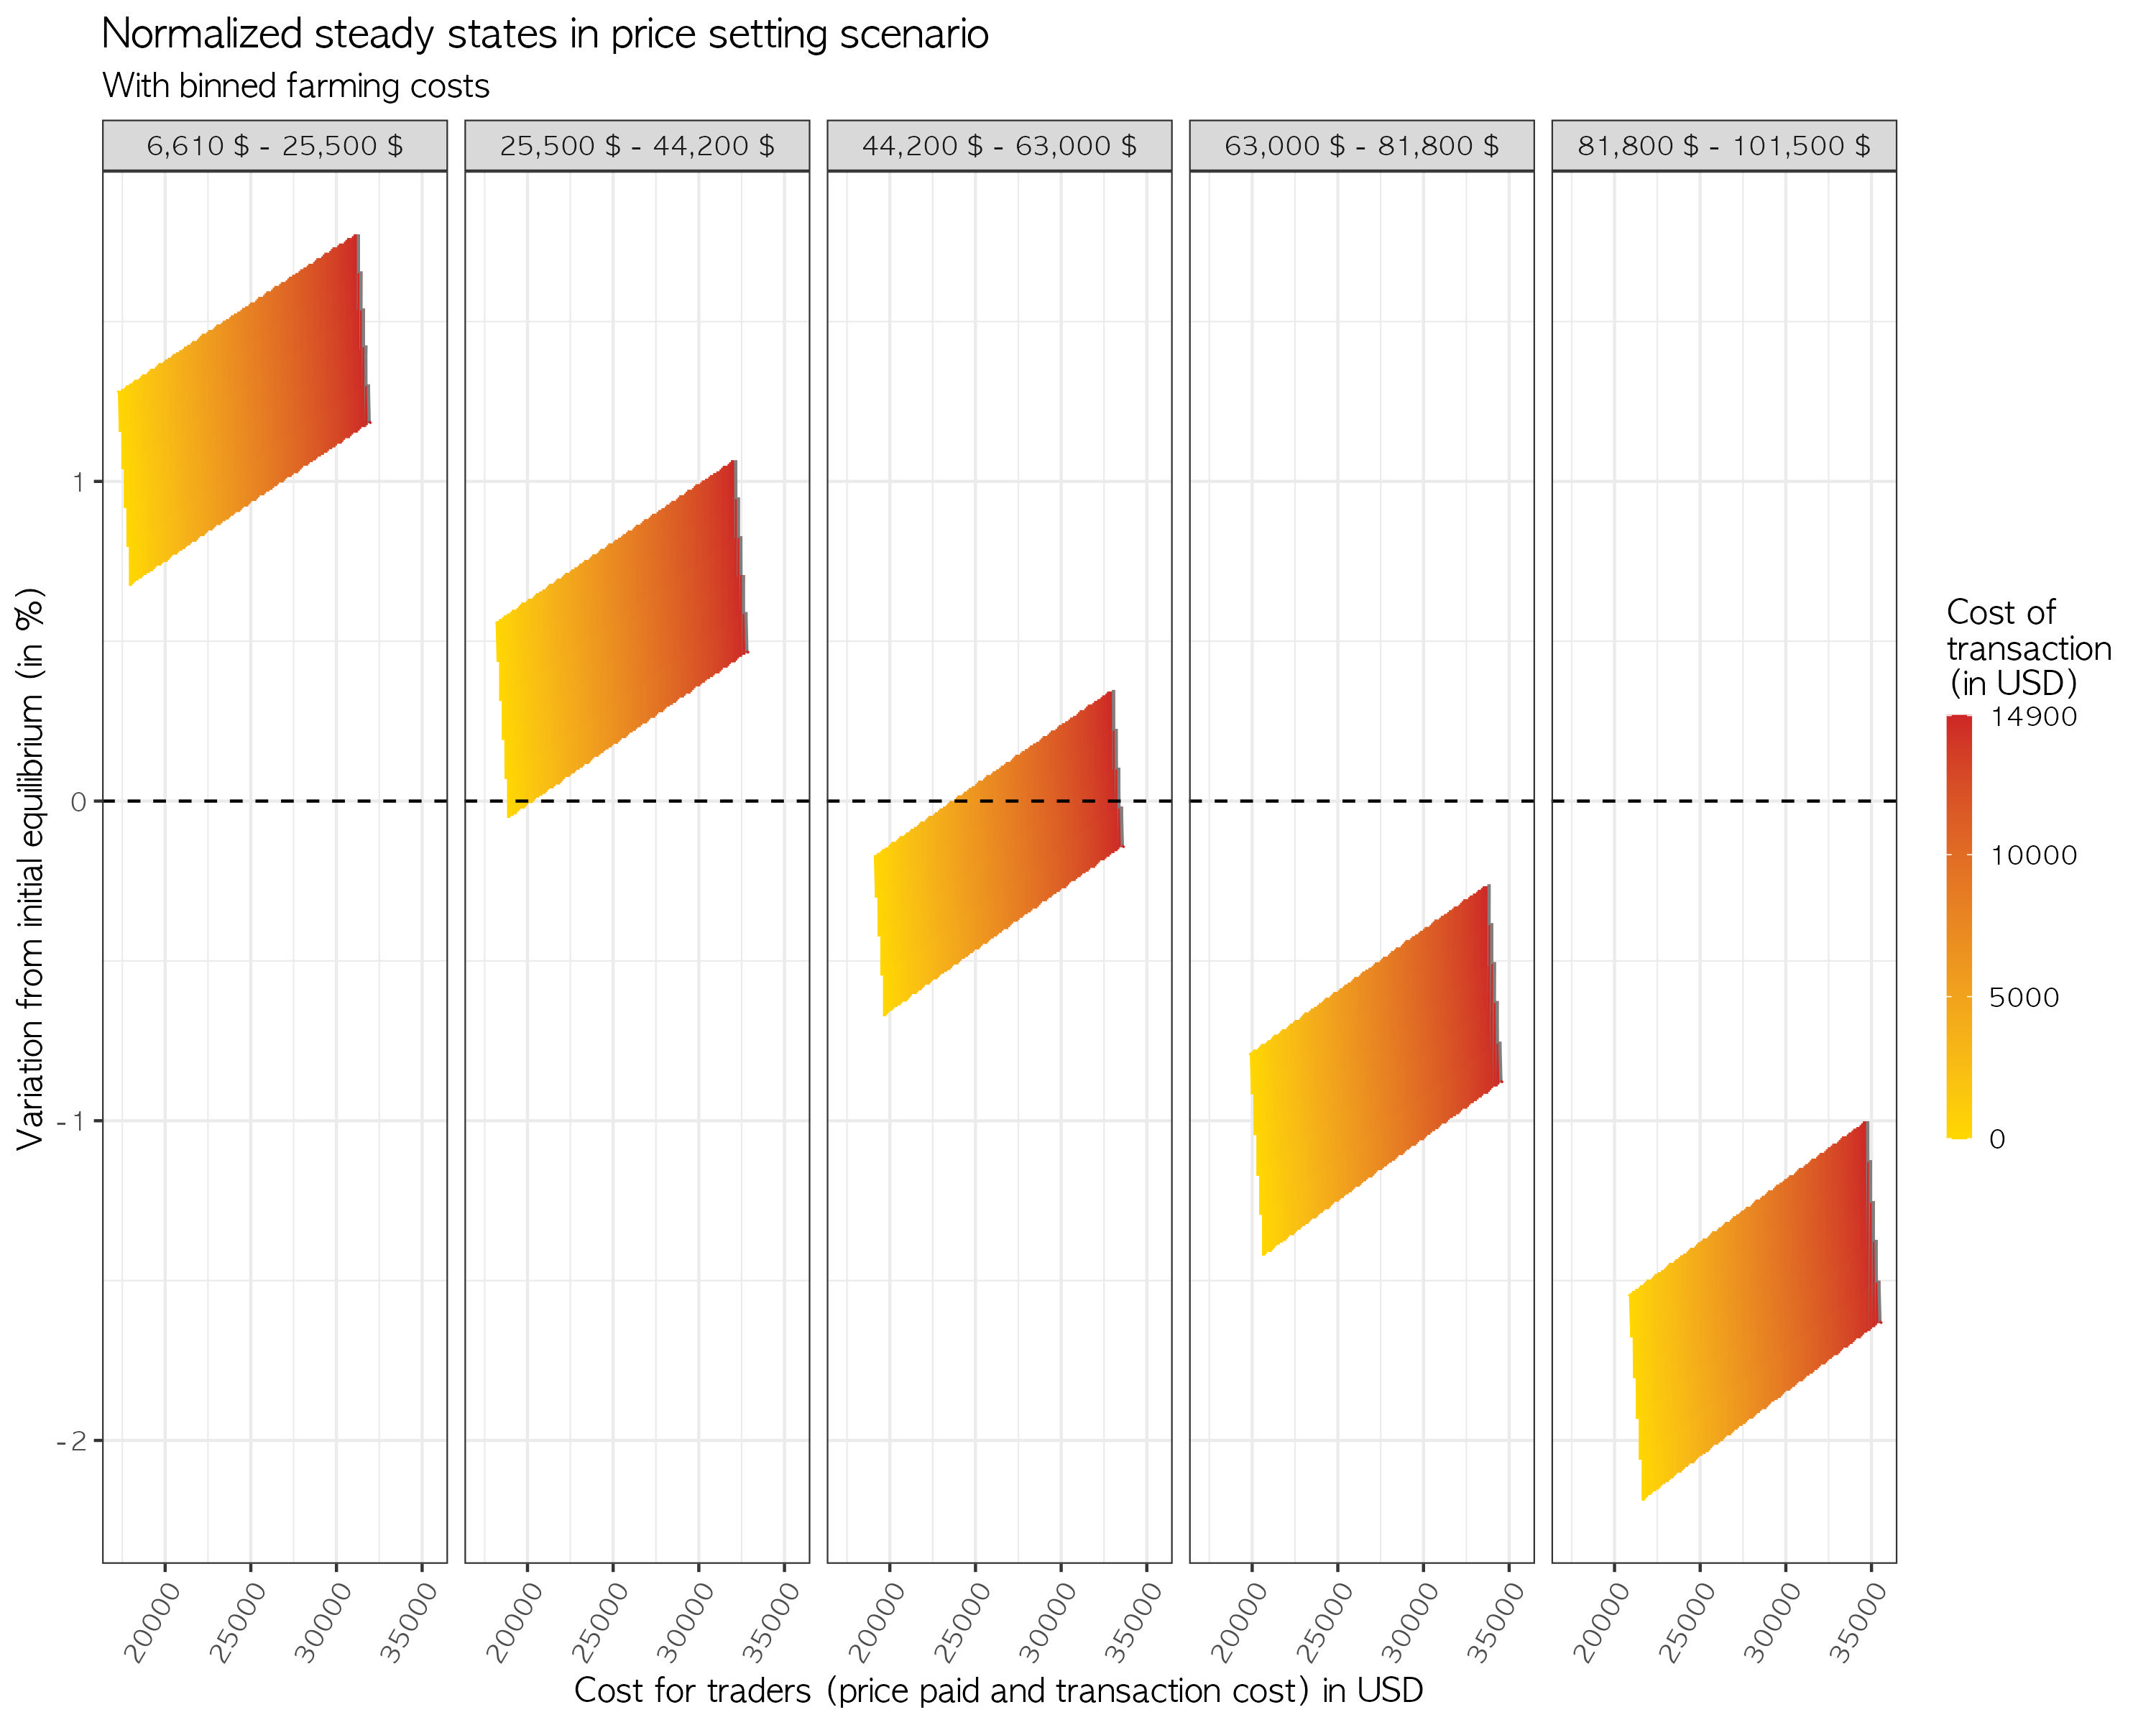 Normalized steady states in price setting scenario
With binned farming costs
6,610 $ - 25,500 $
25,500 $ - 44,200 $
44,200 $ - 63,000 $
63,000 $ - 81,800 $
81,800 $ - 101,500 $
Variation from initial equilibrium (in %)
1
0
-1
-2
20000
25000
30000
35000
20000
25000
30000
35000
20000
25000
30000
35000
20000
25000
30000
35000
20000
25000
30000
35000
Cost for traders (price paid and transaction cost) in USD
Cost of
transaction
(in USD)
14900
10000
5000
0